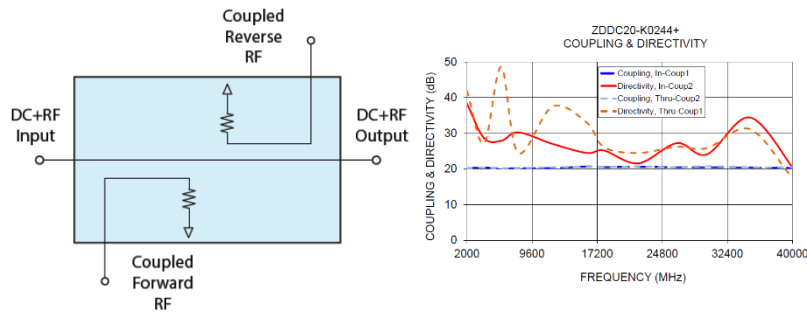 Coupled
Reverse
RF
DC+RF
Input
DC+RF
Output
Coupled
Forward
RF
ZDDC20-K0244+
COUPLING & DIRECTIVITY
COUPLING & DIRECTIVITY (dB)
50
40
30
20
10
0
Coupling, In-Coup1
Directivity, In-Coup2
Coupling, Thru-Coup2
Directivity, Thru-Coup1
2000 9600 17200 24800 32400 40000
FREQUENCY (MHz)